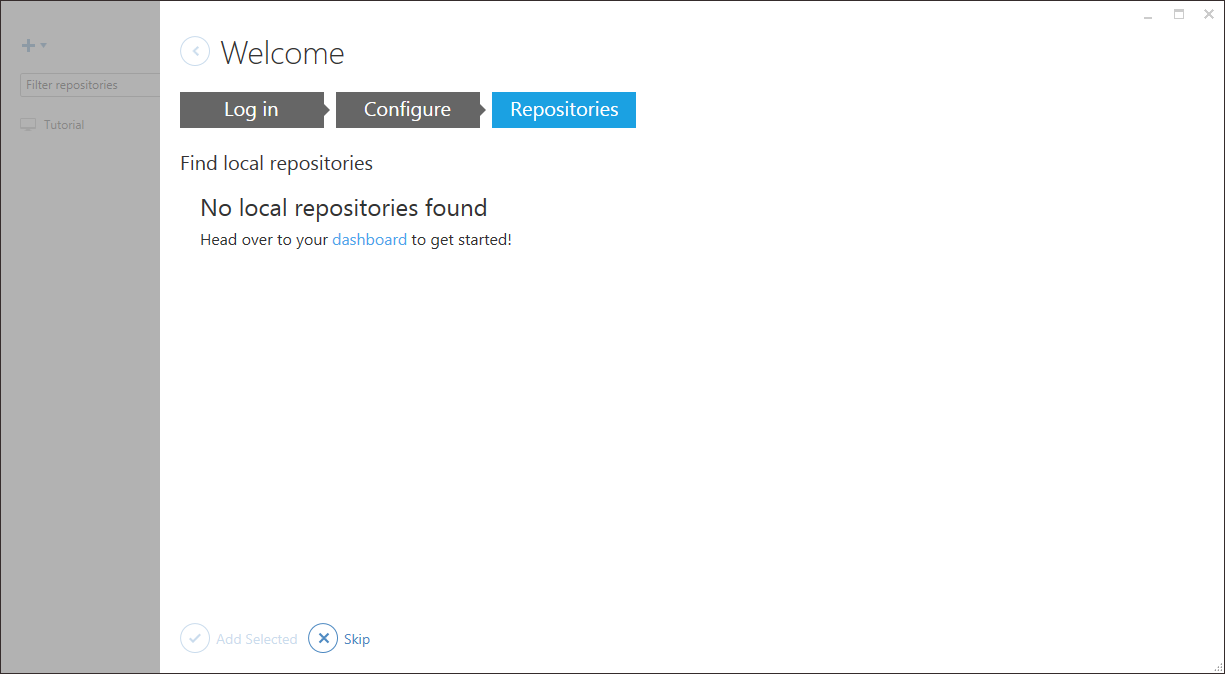 Filter repositories
Tutorial
Welcome
Log in
Configure
Repositories
Find local repositories
No local repositories found
Head over to your dashboard to get started!
Add Selected
Skip